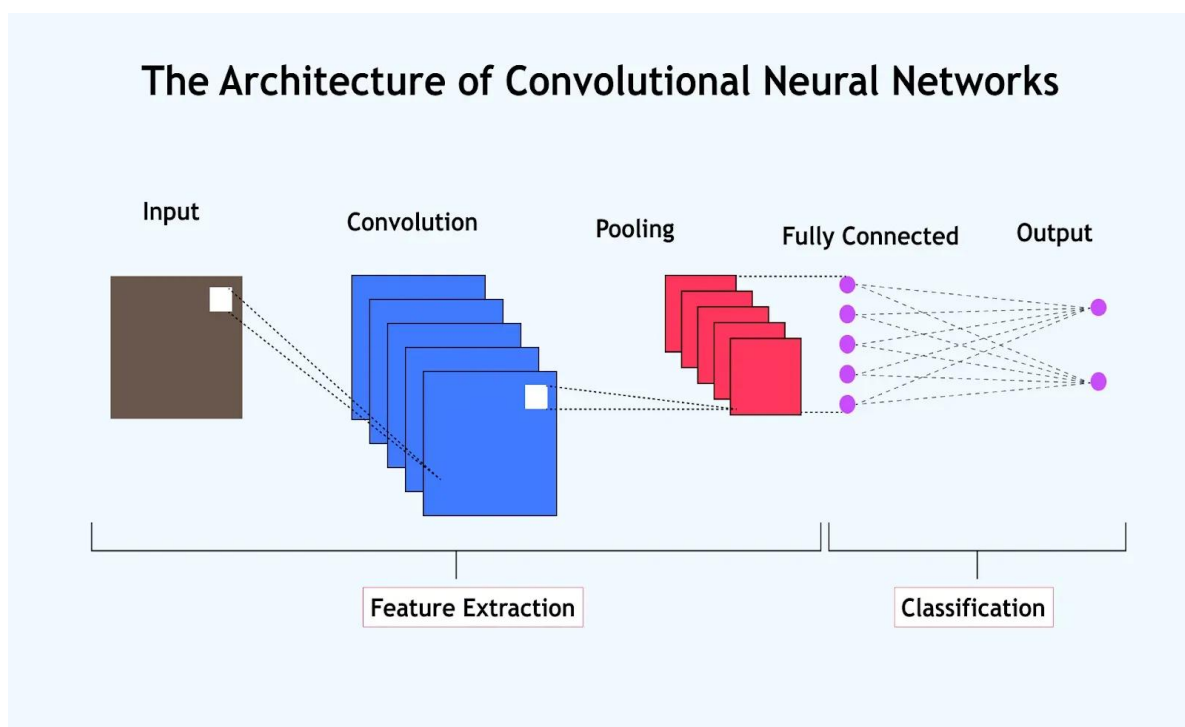 The Architecture of Convolutional Neural Networks
Input
Convolution
Pooling
Fully Connected
Output
Feature Extraction
Classification